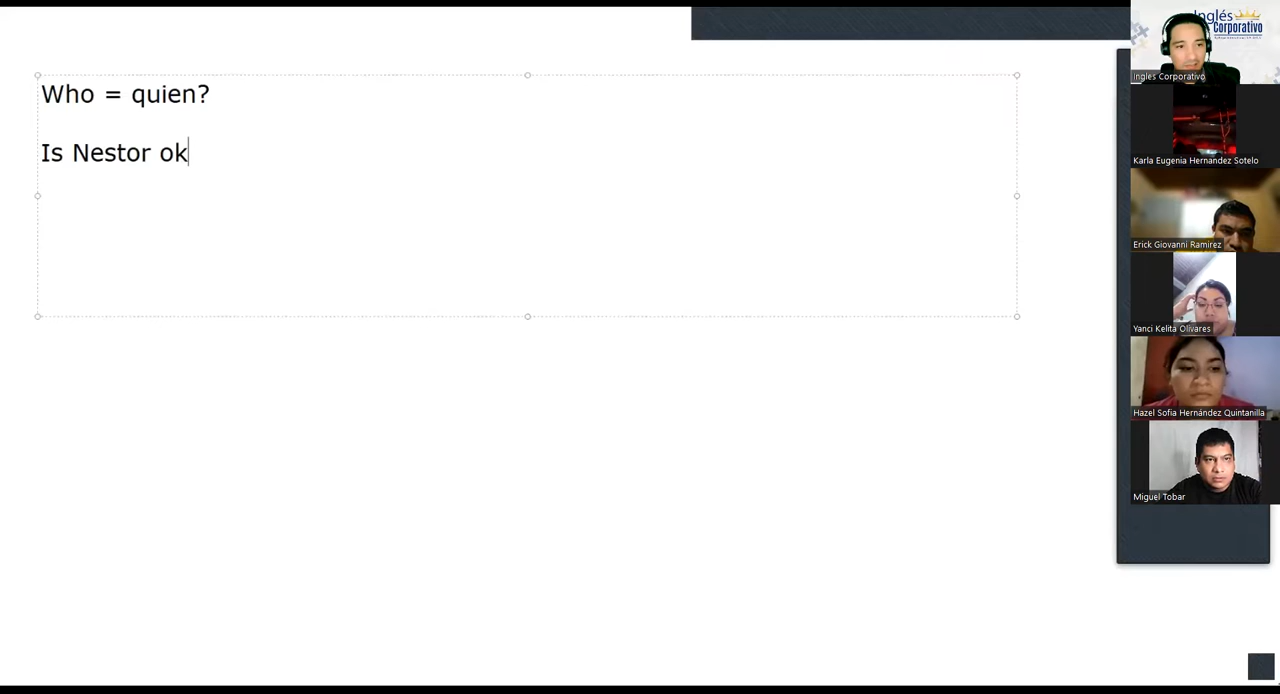 Who = quien?
Is Nestor ok
Inglés
Corporativo
Ingles Corporativo
Karla Eugenia Hernandez Sotelo
Erick Giovanni Ramirez
Yanci Kelita Olivares
Hazel Sofia Hernández Quintanilla
Miguel Tobar